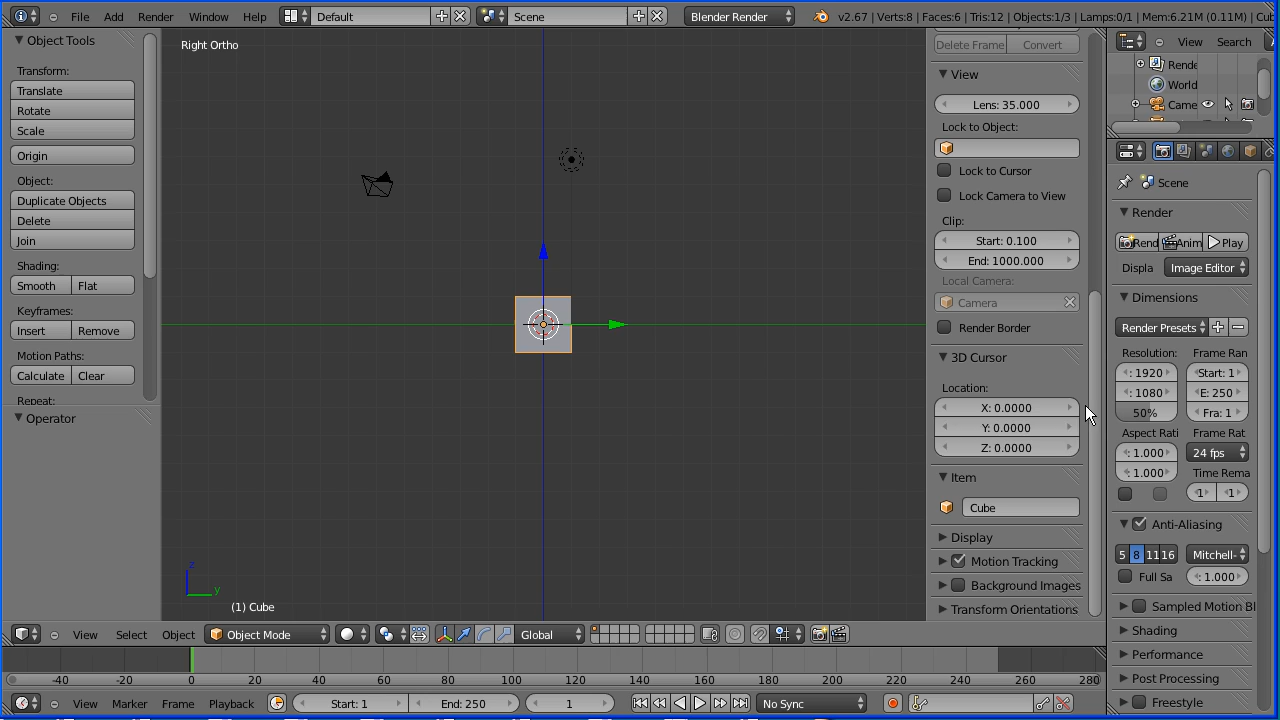 File Add Render Window Help Default Scene Blender Render v2.67 | Verts:8 | Faces:6 | Tris:12 | Objects:1/3 | Lamps:0/1 | Mem:6.21M (0.11M) | Cub
Object Tools
Transform:
Translate
Rotate
Scale
Origin
Object:
Duplicate Objects
Delete
Join
Shading:
Smooth Flat
Keyframes:
Insert Remove
Motion Paths:
Calculate Clear
Repeat:
Operator
Right Ortho
z
y
(1) Cube
Delete Frame Convert
View
Lens: 35.000
Lock to Object:
Lock to Cursor
Lock Camera to View
Clip:
Start: 0.100
End: 1000.000
Local Camera:
Camera
Render Border
3D Cursor
Location:
X: 0.0000
Y: 0.0000
Z: 0.0000
Item
Cube
Display
Motion Tracking
Background Images
Transform Orientations
View Search
Rende
World
Came
Scene
Render
Rend Anim Play
Displa Image Editor
Dimensions
Render Presets
Resolution: Frame Ran
: 1920 Start: 1
: 1080 E: 250
50% Fra: 1
Aspect Rati Frame Rat
: 1.000 24 fps
: 1.000 Time Rema
1 1
Anti-Aliasing
5 8 11 16 Mitchell-
Full Sa : 1.000
Sampled Motion Bl
Shading
Performance
Post Processing
Freestyle
View Select Object Object Mode Global
-40 -20 0 20 40 60 80 100 120 140 160 180 200 220 240 260 280
View Marker Frame Playback Start: 1 End: 250 1 No Sync